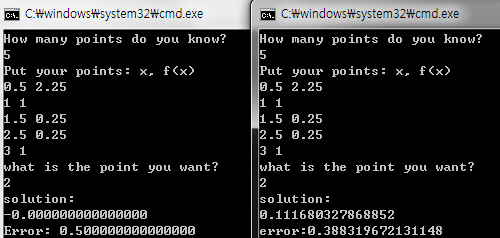 C:₩windows₩system32₩cmd.exe
How many points do you know?
5
Put your points: x, f(x)
0.5 2.25
1 1
1.5 0.25
2.5 0.25
3 1
what is the point you want?
2
solution:
-0.000000000000000
Error: 0.500000000000000
C:₩windows₩system32₩cmd.exe
How many points do you know?
5
Put your points: x, f(x)
0.5 2.25
1 1
1.5 0.25
2.5 0.25
3 1
what is the point you want?
2
solution:
0.111680327868852
error:0.388319672131148